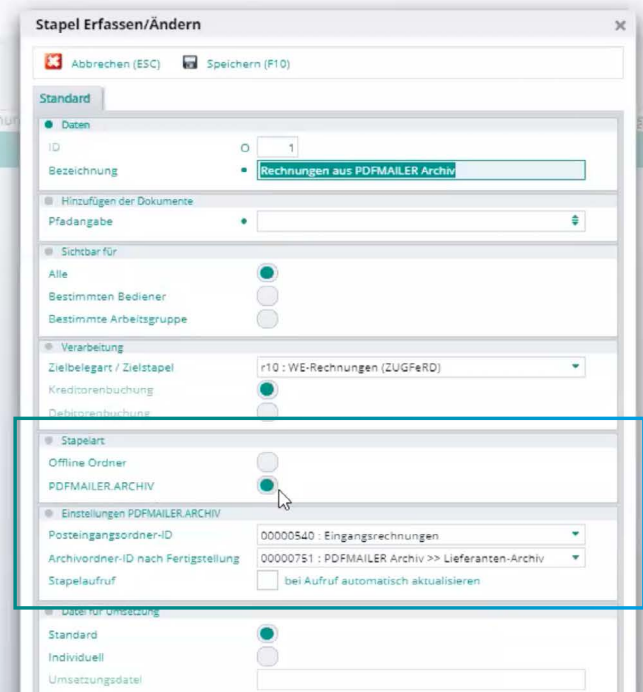 Stapel Erfassen/Ändern
Abbrechen (ESC) Speichern (F10)
Standard
Daten
ID 1
Bezeichnung Rechnungen aus PDFMAILER Archiv
Hinzufügen der Dokumente
Pfadangabe
Sichtbar für
Alle
Bestimmten Bediener
Bestimmte Arbeitsgruppe
Verarbeitung
Zielbelegart / Zielstapel r10 : WE-Rechnungen (ZUGFeRD)
Kreditorenbuchung
Debitorenbuchung
Stapelart
Offline Ordner
PDFMAILER.ARCHIV
Einstellungen PDFMAILER.ARCHIV
Posteingangsordner-ID 00000540 : Eingangsrechnungen
Archivordner-ID nach Fertigstellung 00000751 : PDFMAILER Archiv >> Lieferanten-Archiv
Stapelaufruf bei Aufruf automatisch aktualisieren
Datei für Umsetzung
Standard
Individuell
Umsetzungsdatei